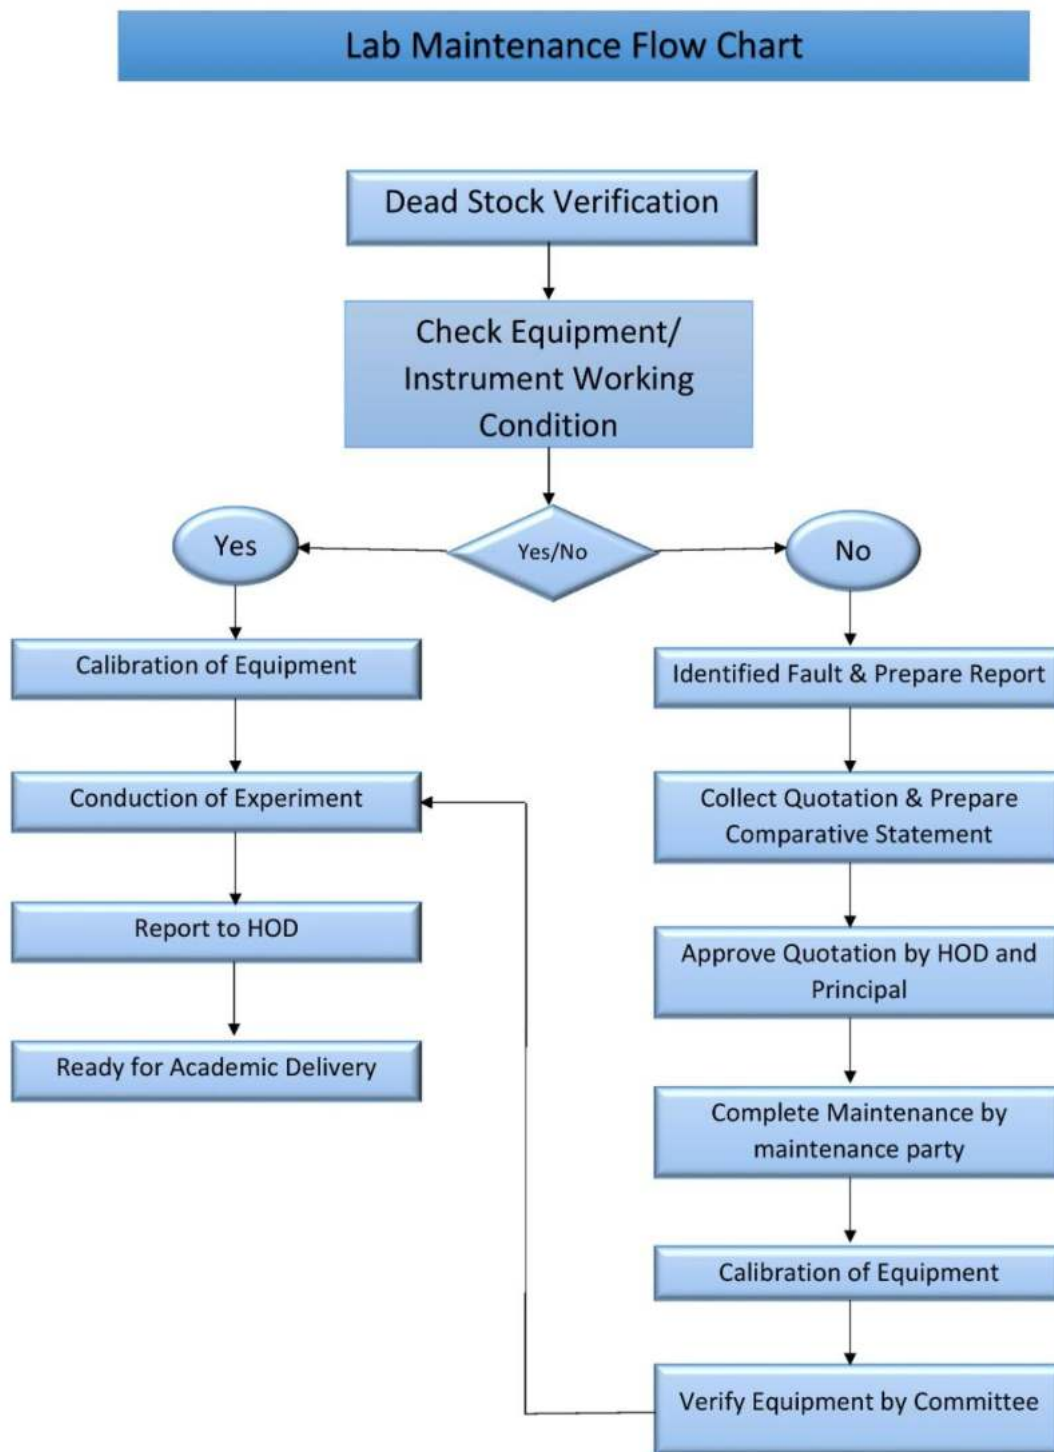 Lab Maintenance Flow Chart
Dead Stock Verification
Check Equipment/
Instrument Working
Condition
Yes
Yes/No
No
Calibration of Equipment
Conduction of Experiment
Report to HOD
Ready for Academic Delivery
Identified Fault & Prepare Report
Collect Quotation & Prepare
Comparative Statement
Approve Quotation by HOD and
Principal
Complete Maintenance by
maintenance party
Calibration of Equipment
Verify Equipment by Committee